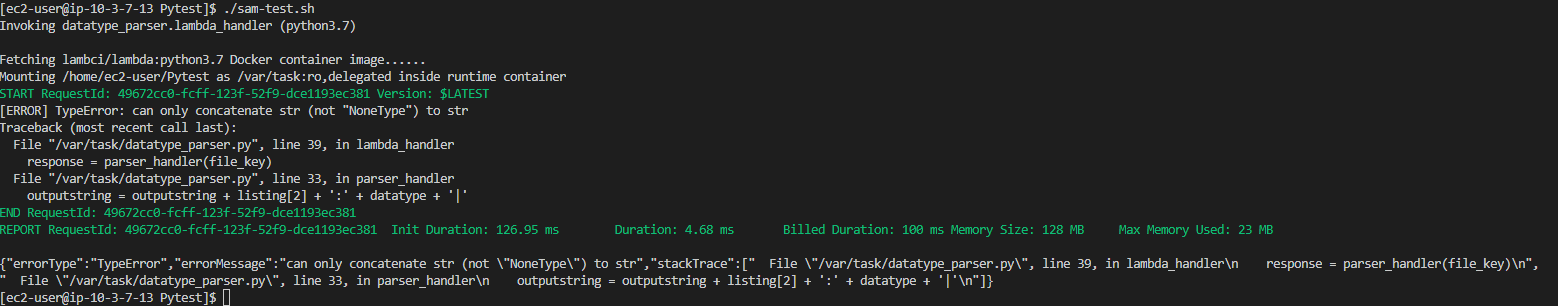 [ec2-user@ip-10-3-7-13 Pytest]$ ./sam-test.sh
Invoking datatype_parser.lambda_handler (python3.7)
Fetching lambci/lambda:python3.7 Docker container image......
Mounting /home/ec2-user/Pytest as /var/task:ro,delegated inside runtime container
START RequestId: 49672cc0-fcff-123f-52f9-dce1193ec381 Version: $LATEST
[ERROR] TypeError: can only concatenate str (not "NoneType") to str
Traceback (most recent call last):
  File "/var/task/datatype_parser.py", line 39, in lambda_handler
    response = parser_handler(file_key)
  File "/var/task/datatype_parser.py", line 33, in parser_handler
    outputstring = outputstring + listing[2] + ':' + datatype + '|'
END RequestId: 49672cc0-fcff-123f-52f9-dce1193ec381
REPORT RequestId: 49672cc0-fcff-123f-52f9-dce1193ec381  Init Duration: 126.95 ms       Duration: 4.68 ms       Billed Duration: 100 ms Memory Size: 128 MB     Max Memory Used: 23 MB
{"errorType":"TypeError","errorMessage":"can only concatenate str (not \"NoneType\") to str","stackTrace":["  File \"/var/task/datatype_parser.py\", line 39, in lambda_handler\n    response = parser_handler(file_key)\n",
"  File \"/var/task/datatype_parser.py\", line 33, in parser_handler\n    outputstring = outputstring + listing[2] + ':' + datatype + '|'\n"]}
[ec2-user@ip-10-3-7-13 Pytest]$